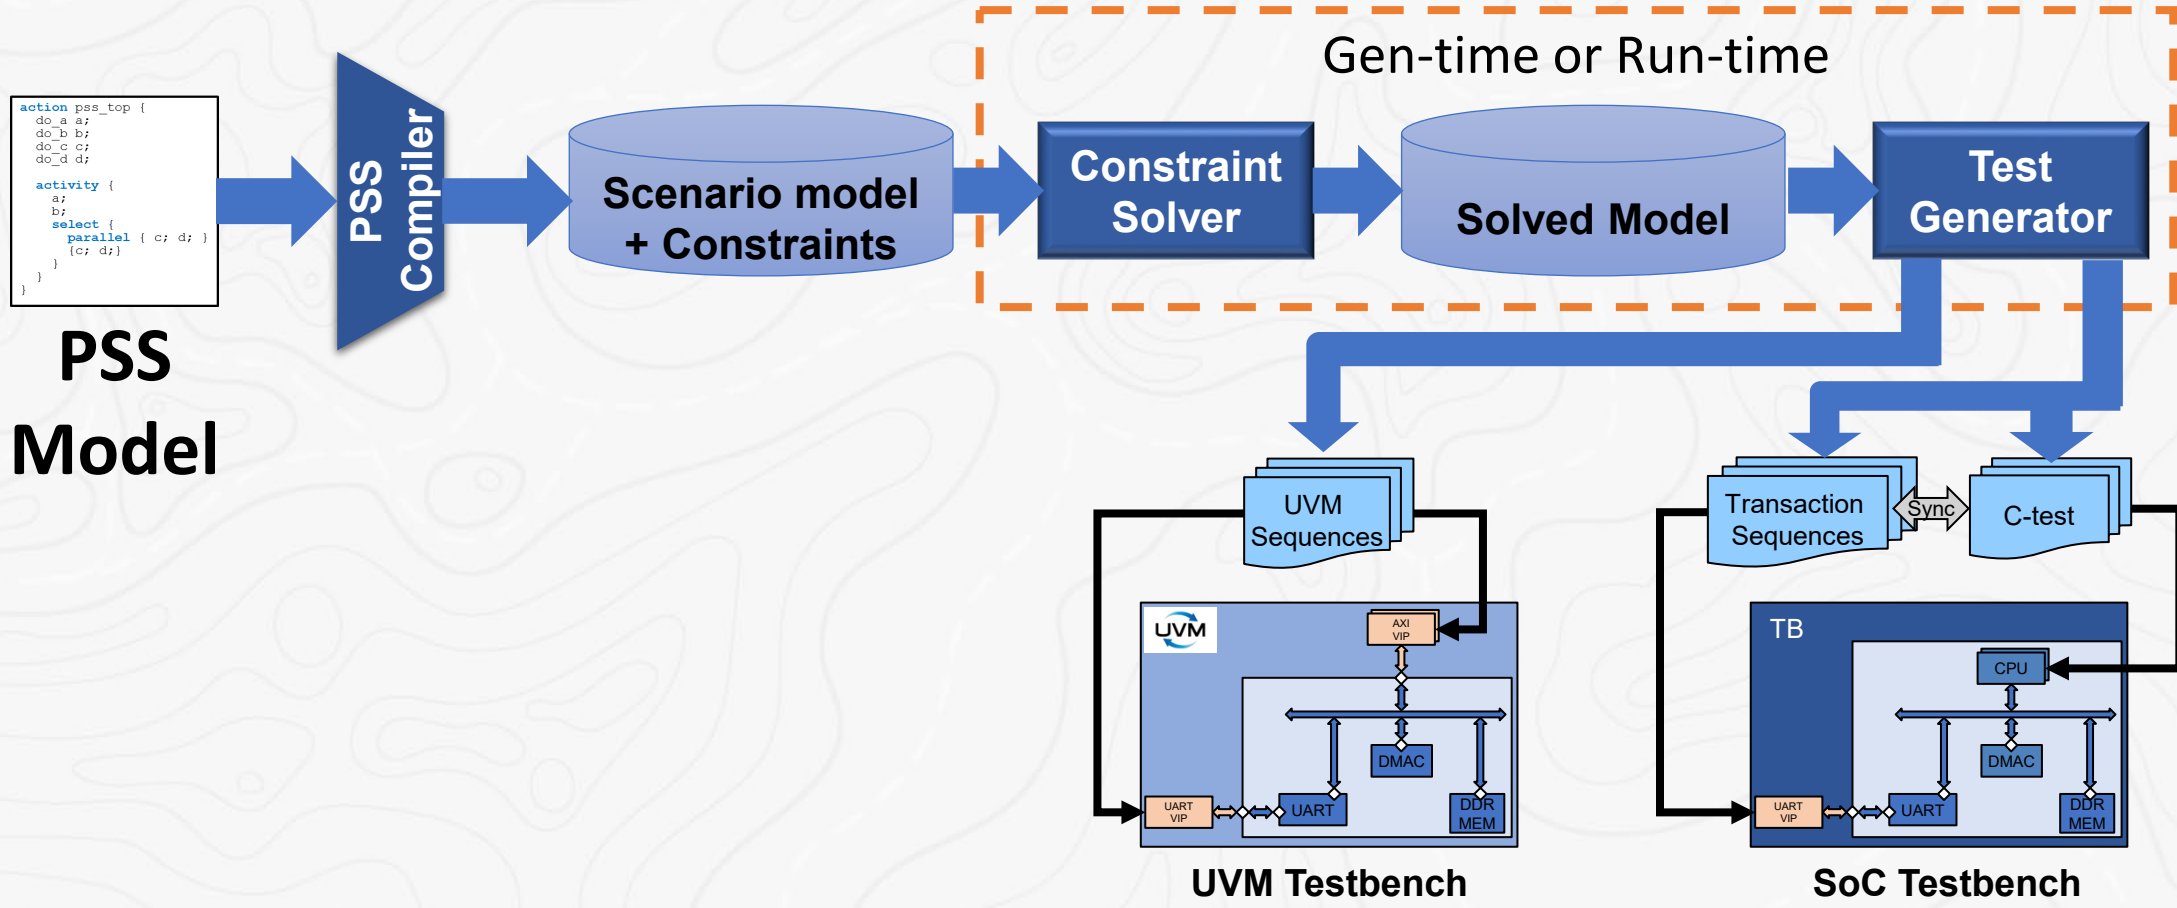 Gen-time or Run-time
action pss_top {
do_a a;
do_b b;
do_c c;
do_d d;
activity {
a;
b;
select {
parallel { c; d; }
{c; d;}
}
}
}
PSS
Model
PSS
Compiler
Scenario model
+ Constraints
Constraint
Solver
Solved Model
Test
Generator
UVM
Sequences
Transaction
Sequences
Sync
C-test
UVM
AXI
VIP
DMAC
UART
VIP
UART
DDR
MEM
UVM Testbench
TB
CPU
DMAC
UART
VIP
UART
DDR
MEM
SoC Testbench